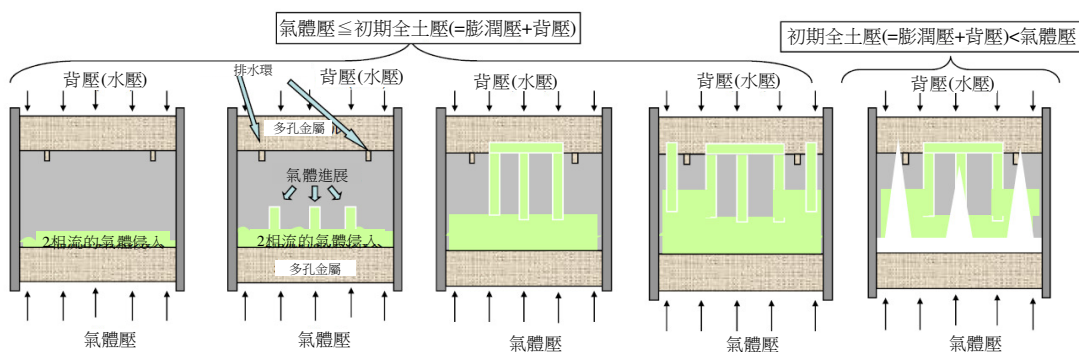 氣體壓≦初期全土壓(=膨潤壓+背壓)
初期全土壓(=膨潤壓+背壓)<氣體壓
背壓(水壓)
排水環
背壓(水壓)
背壓(水壓)
背壓(水壓)
背壓(水壓)
多孔金屬
氣體進展
2相流的氣體侵入
2相流的氣體侵入
多孔金屬
氣體壓
氣體壓
氣體壓
氣體壓
氣體壓